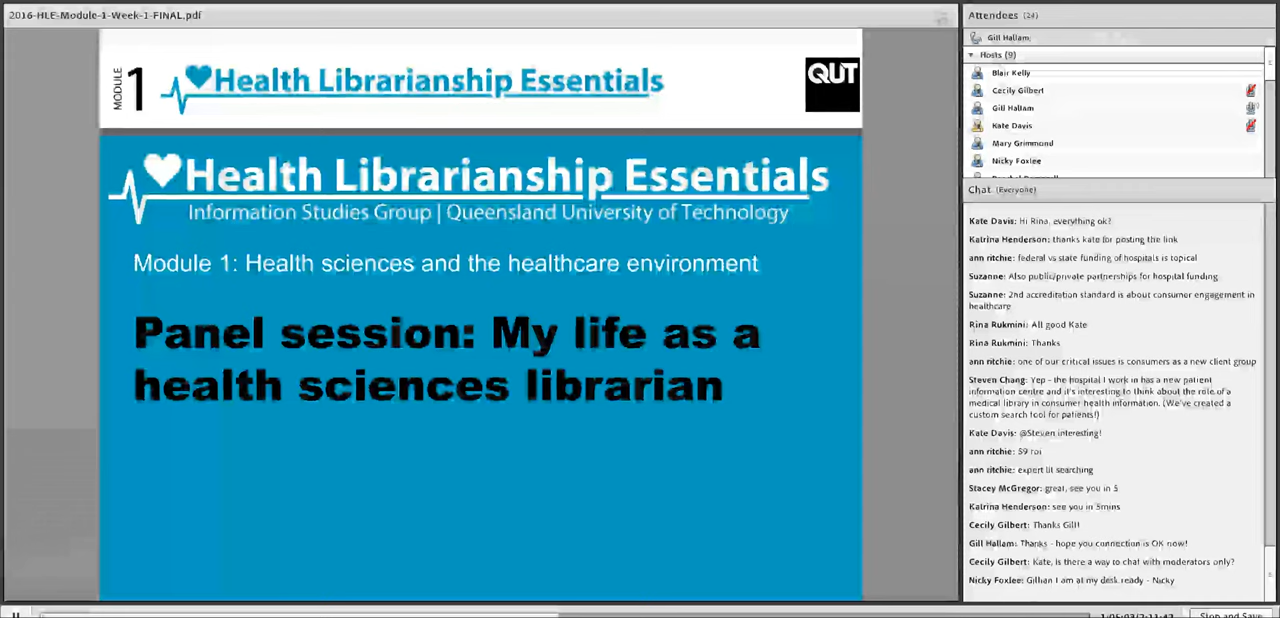 2016-HLE-Module-1-Week-1-FINAL.pdf
MODULE 1
Health Librarianship Essentials
QUT
Health Librarianship Essentials
Information Studies Group | Queensland University of Technology
Module 1: Health sciences and the healthcare environment
Panel session: My life as a
health sciences librarian
Attendees (24)
Gill Hallam
Hosts (9)
Blair Kelly
Cecily Gilbert
Gill Hallam
Kate Davis
Mary Grimmond
Nicky Foxlee
Chat (Everyone)
Kate Davis: Hi Rina, everything ok?
Katrina Henderson: thanks kate for posting the link
ann ritchie: federal vs state funding of hospitals is topical
Suzanne: Also public/private partnerships for hospital funding
Suzanne: 2nd accreditation standard is about consumer engagement in
healthcare
Rina Rukmini: All good Kate
Rina Rukmini: Thanks
ann ritchie: one of our critical issues is consumers as a new client group
Steven Chang: Yep - the hospital I work in has a new patient
information centre and it's interesting to think about the role of a
medical library in consumer health information. (We've created a
custom search tool for patients!)
Kate Davis: @Steven interesting!
ann ritchie: $9 roi
ann ritchie: expert lit searching
Stacey McGregor: great, see you in 5
Katrina Henderson: see you in 5mins
Cecily Gilbert: Thanks Gill!
Gill Hallam: Thanks - hope you connection is OK now!
Cecily Gilbert: Kate, is there a way to chat with moderators only?
Nicky Foxlee: Gillian I am at my desk ready - Nicky
Stop and Save